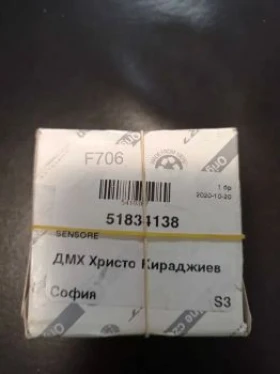 F706
1 бр
2020-10-20
51834138
SENSORE
ДМХ Христо Кираджиев
София
S3